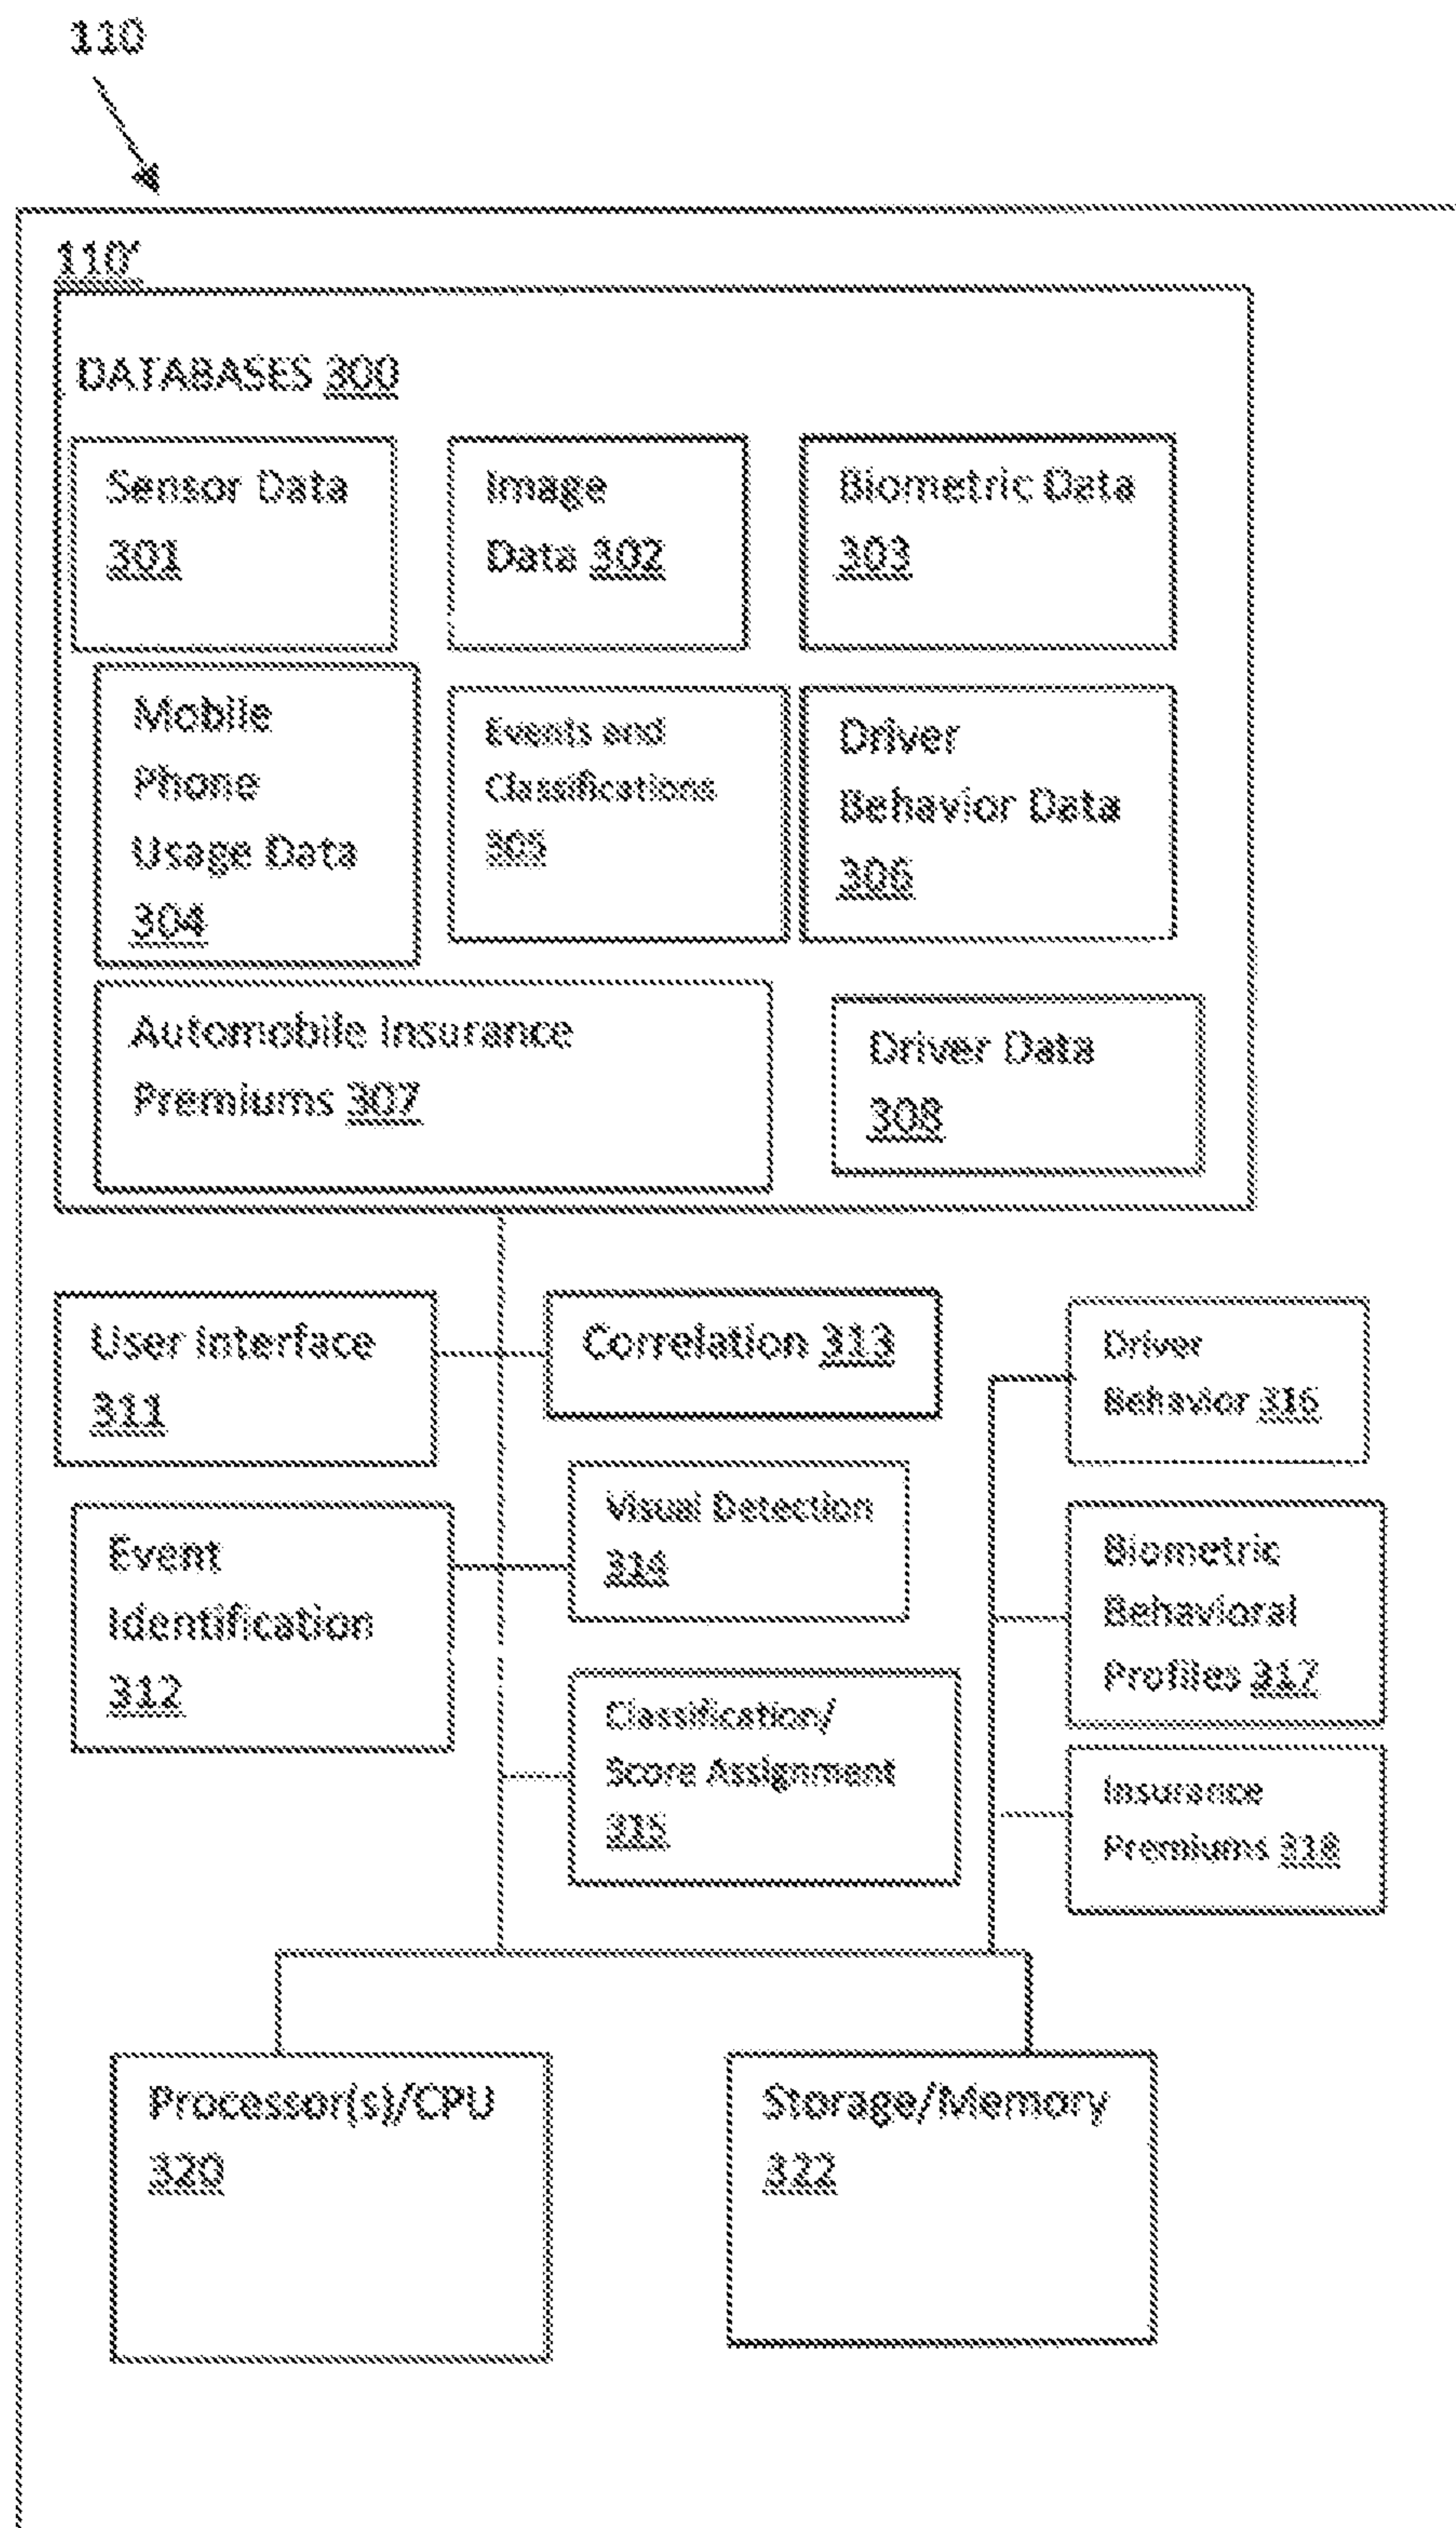 110
110'
DATABASES 300
Sensor Data
301
Image
Data 302
Biometric Data
303
Mobile
Phone
Usage Data
304
Events and
Classifications
305
Driver
Behavior Data
306
Automobile Insurance
Premiums 307
Driver Data
308
User Interface
311
Correlation 313
Driver
Behavior 316
Event
Identification
312
Visual Detection
314
Biometric
Behavioral
Profiles 317
Classification/
Score Assignment
315
Insurance
Premiums 318
Processor(s)/CPU
320
Storage/Memory
322